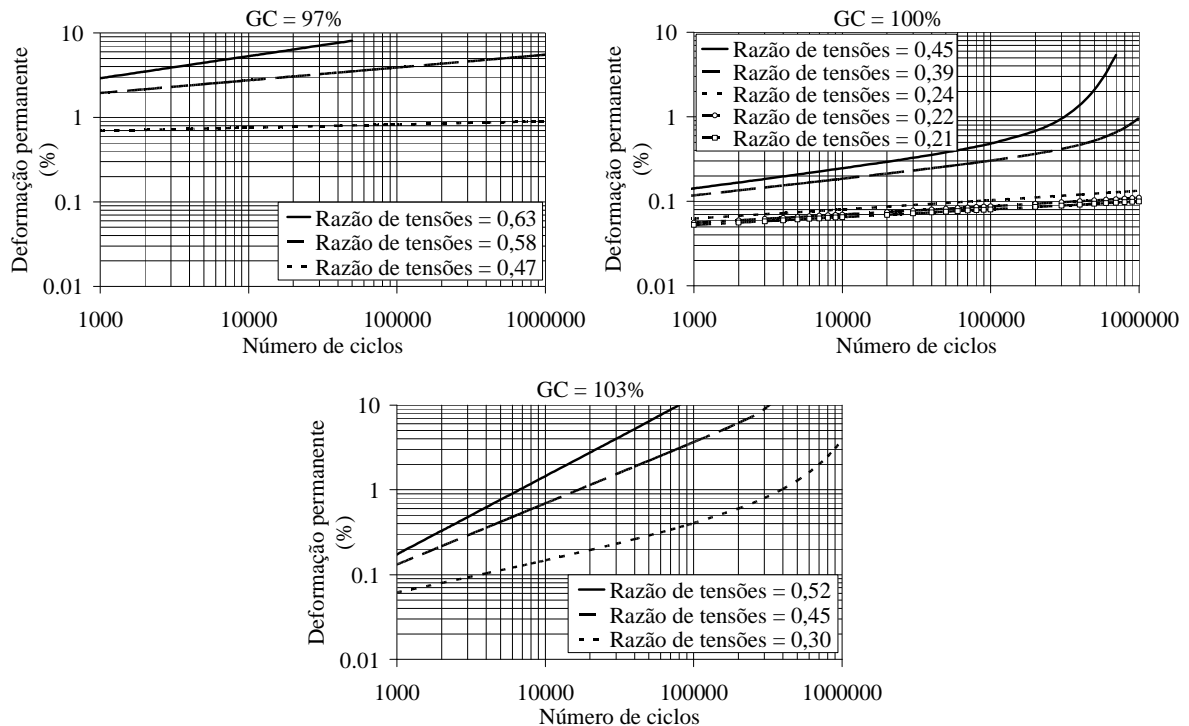 GC = 97%
Deformação permanente
(%)
10
1
0.1
0.01
Razão de tensões = 0,63
Razão de tensões = 0,58
Razão de tensões = 0,47
1000 10000 100000 1000000
Número de ciclos
GC = 100%
Deformação permanente
(%)
10
1
0.1
0.01
Razão de tensões = 0,45
Razão de tensões = 0,39
Razão de tensões = 0,24
Razão de tensões = 0,22
Razão de tensões = 0,21
1000 10000 100000 1000000
Número de ciclos
GC = 103%
Deformação permanente
(%)
10
1
0.1
0.01
Razão de tensões = 0,52
Razão de tensões = 0,45
Razão de tensões = 0,30
1000 10000 100000 1000000
Número de ciclos